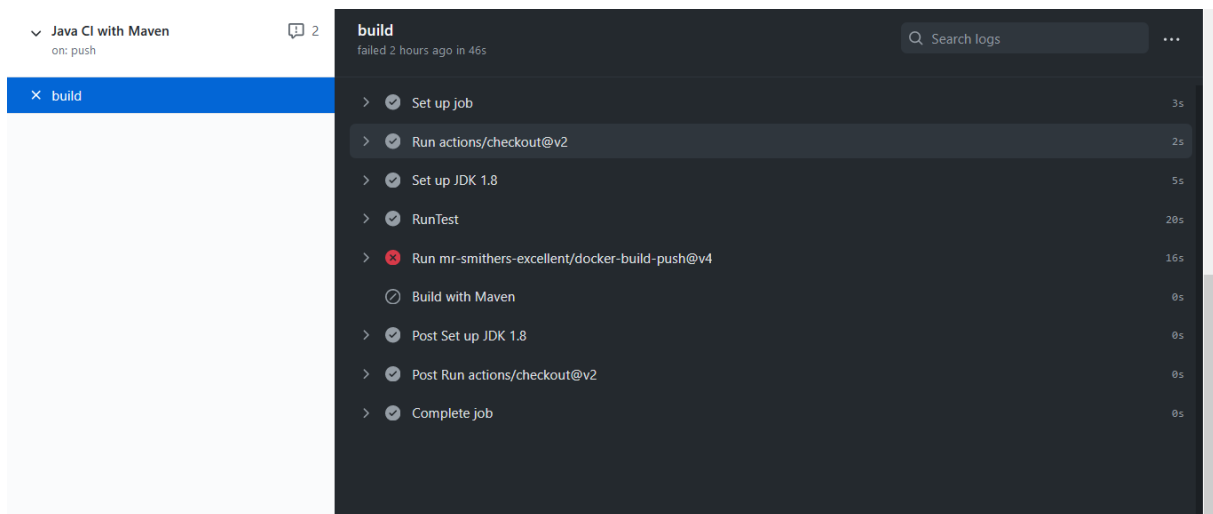 Java CI with Maven
2
on: push
build
build
failed 2 hours ago in 46s
Search logs
Set up job 3s
Run actions/checkout@v2 2s
Set up JDK 1.8 5s
RunTest 20s
Run mr-smithers-excellent/docker-build-push@v4 16s
Build with Maven 0s
Post Set up JDK 1.8 0s
Post Run actions/checkout@v2 0s
Complete job 0s